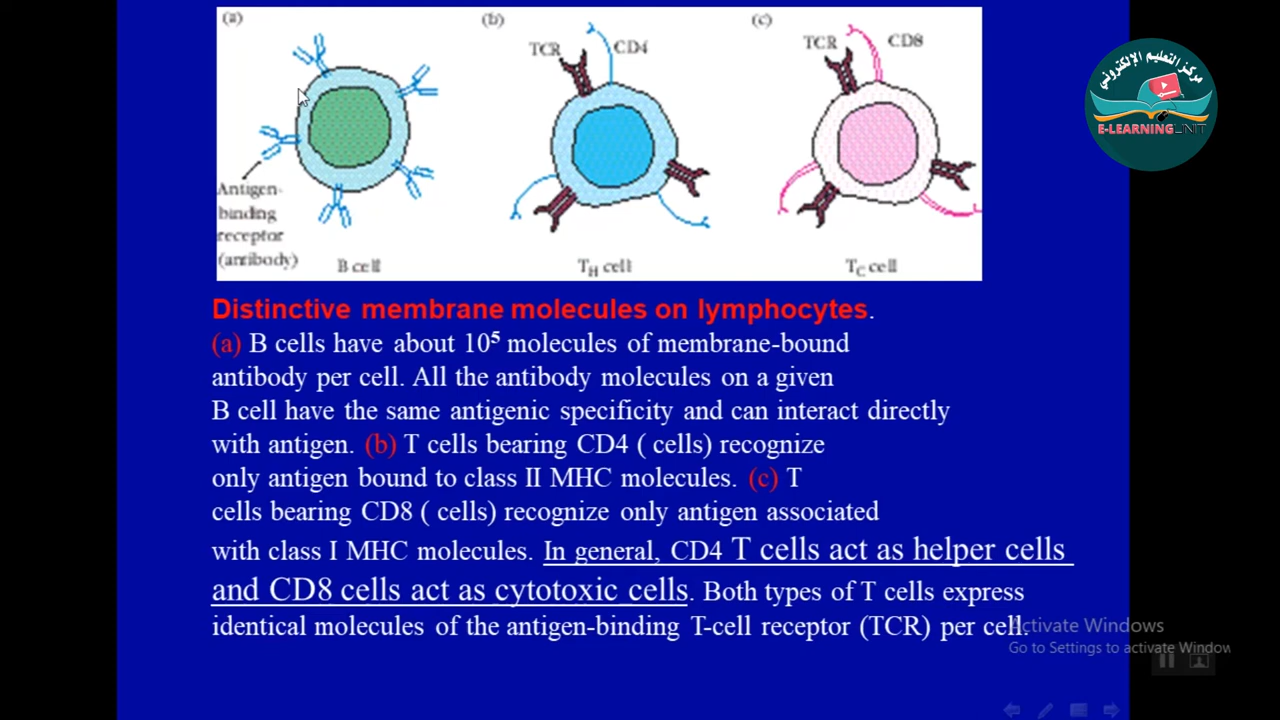 (a)
(b)
(c)
TCR
CD4
TCR
CD8
Antigen-
binding
receptor
(antibody)
B cell
TH cell
TC cell
مركز التعليم الإلكتروني
E-LEARNING UNIT
Distinctive membrane molecules on lymphocytes.
(a) B cells have about 10⁵ molecules of membrane-bound
antibody per cell. All the antibody molecules on a given
B cell have the same antigenic specificity and can interact directly
with antigen. (b) T cells bearing CD4 ( cells) recognize
only antigen bound to class II MHC molecules. (c) T
cells bearing CD8 ( cells) recognize only antigen associated
with class I MHC molecules. In general, CD4 T cells act as helper cells
and CD8 cells act as cytotoxic cells. Both types of T cells express
identical molecules of the antigen-binding T-cell receptor (TCR) per cell.
Activate Windows
Go to Settings to activate Window